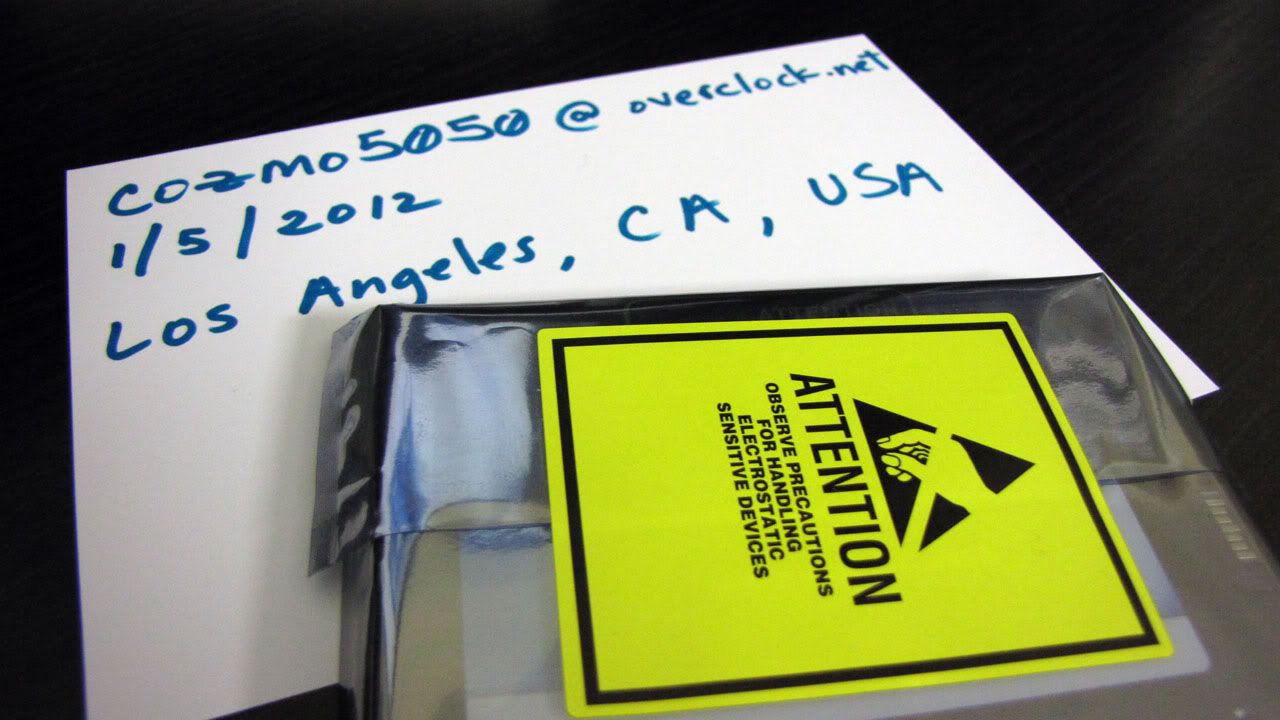 cozmo5050 @ overclock.net
1/5/2012
Los Angeles, CA, USA
ATTENTION
OBSERVE PRECAUTIONS
FOR HANDLING
ELECTROSTATIC
SENSITIVE DEVICES